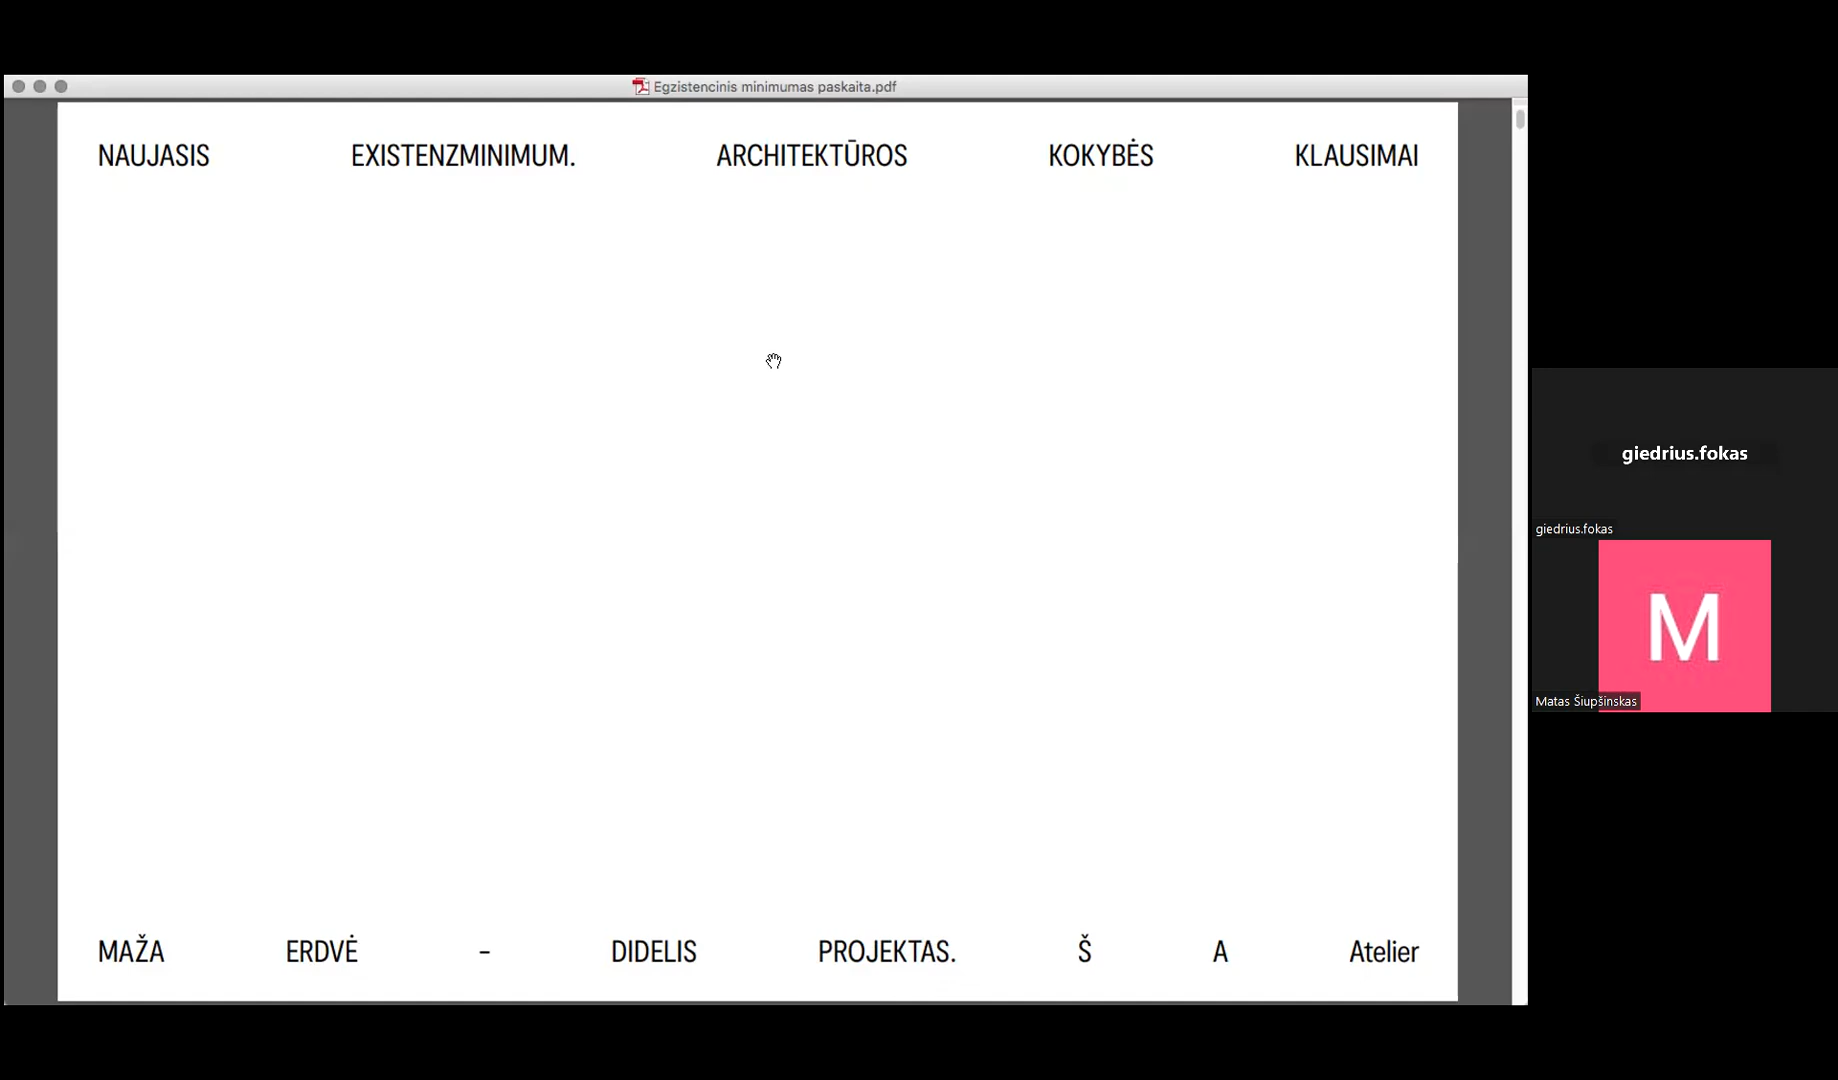 Egzistencinis minimumas paskaita.pdf
NAUJASIS EXISTENZMINIMUM. ARCHITEKTŪROS KOKYBĖS KLAUSIMAI
MAŽA ERDVĖ – DIDELIS PROJEKTAS. Š A Atelier
giedrius.fokas
giedrius.fokas
M
Matas Šiupšinskas